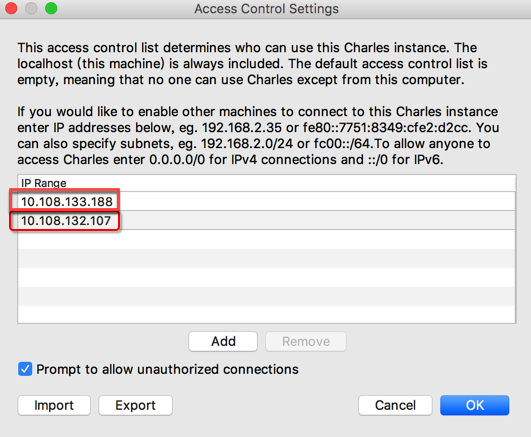 Access Control Settings
This access control list determines who can use this Charles instance. The
localhost (this machine) is always included. The default access control list is
empty, meaning that no one can use Charles except from this computer.
If you would like to enable other machines to connect to this Charles instance
enter IP addresses below, eg. 192.168.2.35 or fe80::7751:8349:cfe2:d2cc. You
can also specify subnets, eg. 192.168.2.0/24 or fc00::/64.To allow anyone to
access Charles enter 0.0.0.0/0 for IPv4 connections and ::/0 for IPv6.
IP Range
10.108.133.188
10.108.132.107
Add Remove
Prompt to allow unauthorized connections
Import Export Cancel OK